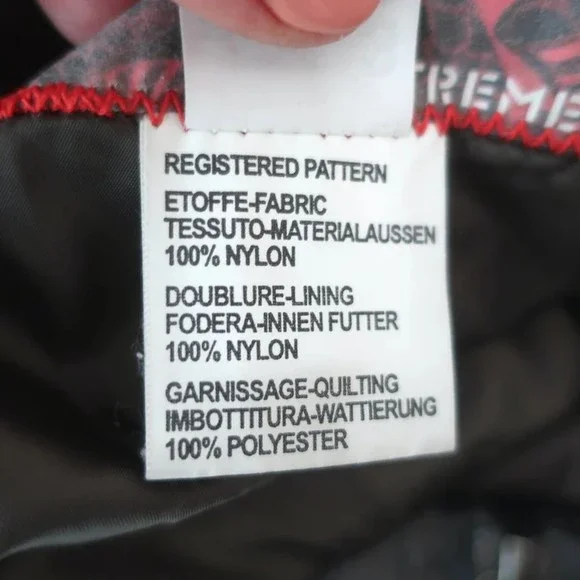 TREME
REGISTERED PATTERN
ETOFFE-FABRIC
TESSUTO-MATERIALAUSSEN
100% NYLON
DOUBLURE-LINING
FODERA-INNEN FUTTER
100% NYLON
GARNISSAGE-QUILTING
IMBOTTITURA-WATTIERUNG
100% POLYESTER